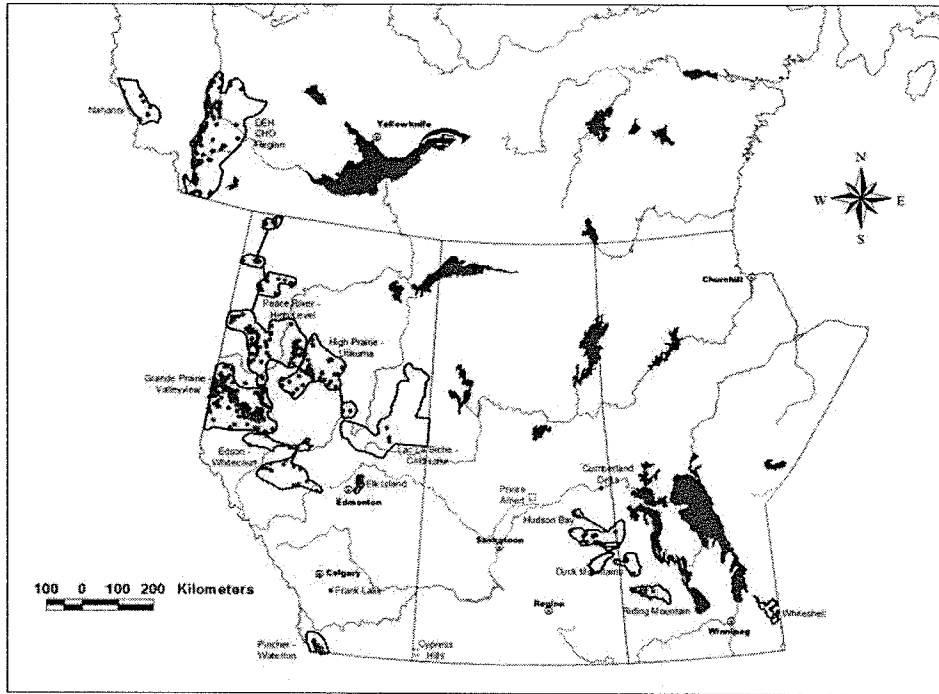 Yellowknife
Nahanni
DEH
CHO
Region
N
W
E
S
Churchill
Peace River -
High Level
High Prairie -
Utikuma
Grande Prairie -
Valleyview
Edson -
Whitecourt
Lac La Biche -
Coldlake
Elk Island
Edmonton
Prince
Albert
Cumberland
Delta
Hudson Bay
Saskatoon
Duck Mountains
Calgary
Frank Lake
Regina
Riding Mountain
Whiteshell
Winnipeg
Pincher -
Waterton
Cypress
Hills
100 0 100 200 Kilometers